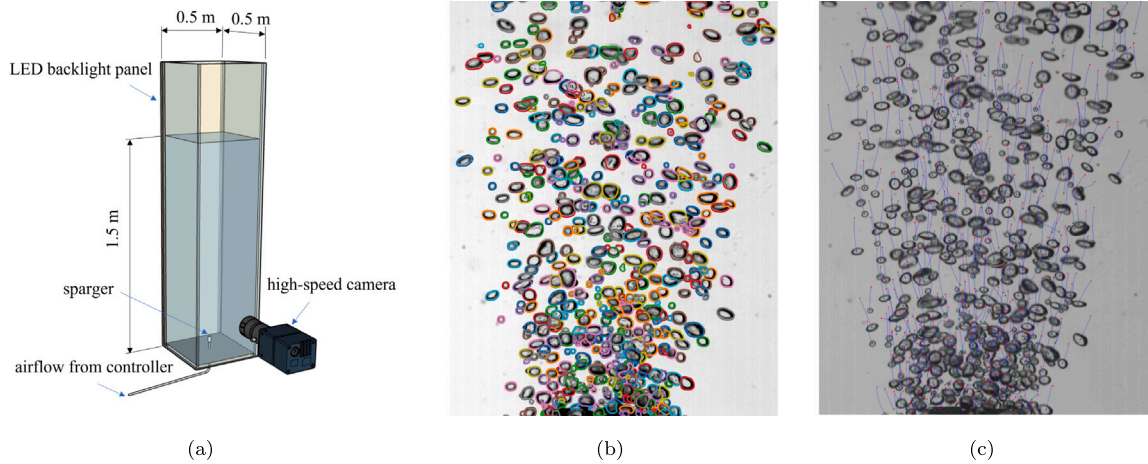 0.5 m
0.5 m
LED backlight panel
1.5 m
sparger
high-speed camera
airflow from controller
(a)
(b)
(c)